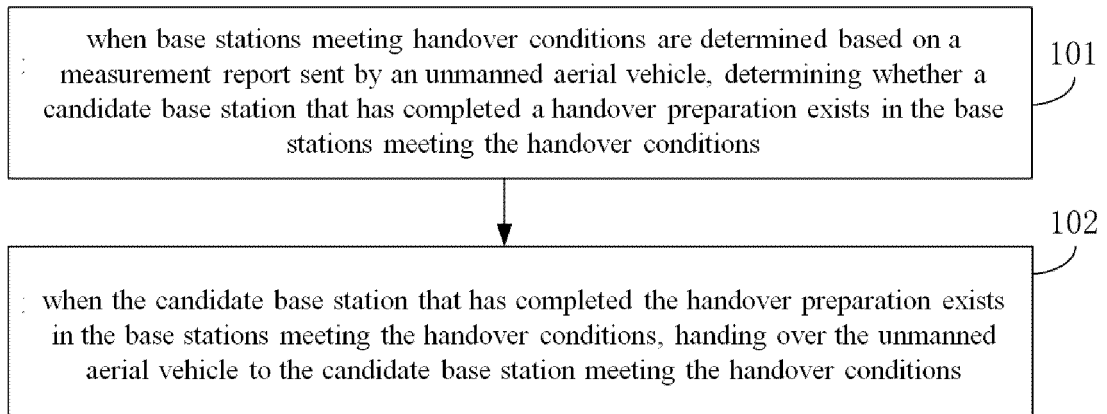 when base stations meeting handover conditions are determined based on a
measurement report sent by an unmanned aerial vehicle, determining whether a
candidate base station that has completed a handover preparation exists in the base
stations meeting the handover conditions
101
when the candidate base station that has completed the handover preparation exists
in the base stations meeting the handover conditions, handing over the unmanned
aerial vehicle to the candidate base station meeting the handover conditions
102